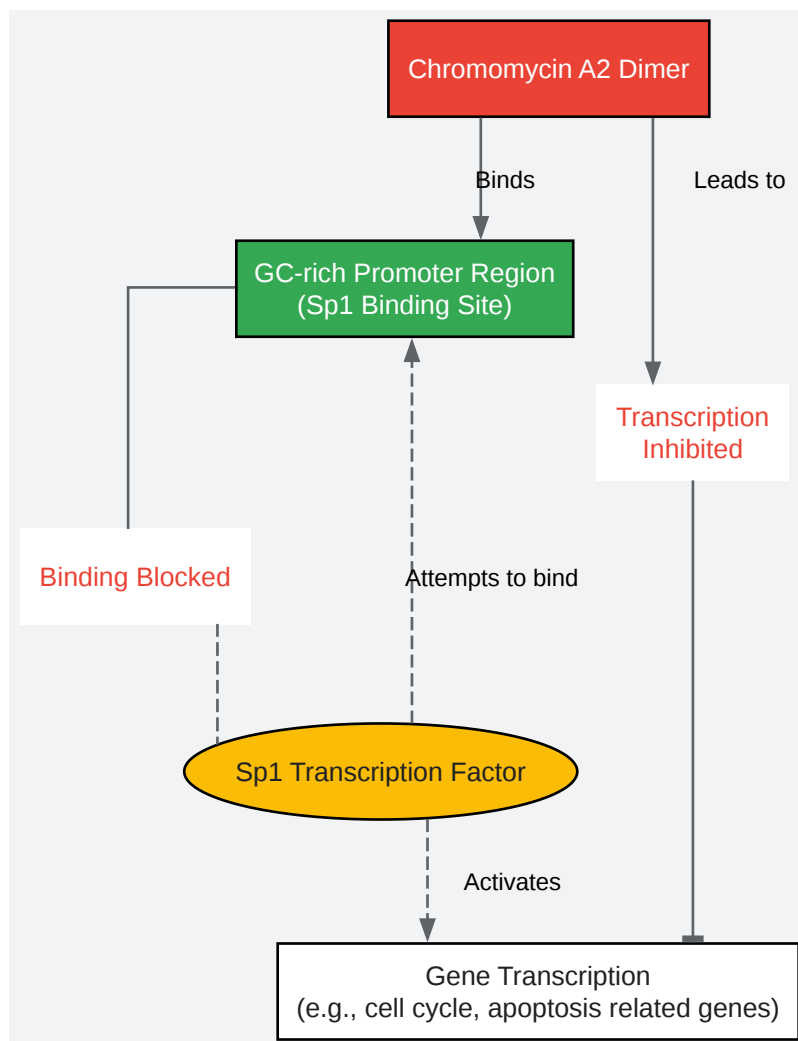 Chromomycin A2 Dimer
Binds
Leads to
GC-rich Promoter Region
(Sp1 Binding Site)
Transcription
Inhibited
Binding Blocked
Attempts to bind
Sp1 Transcription Factor
Activates
Gene Transcription
(e.g., cell cycle, apoptosis related genes)